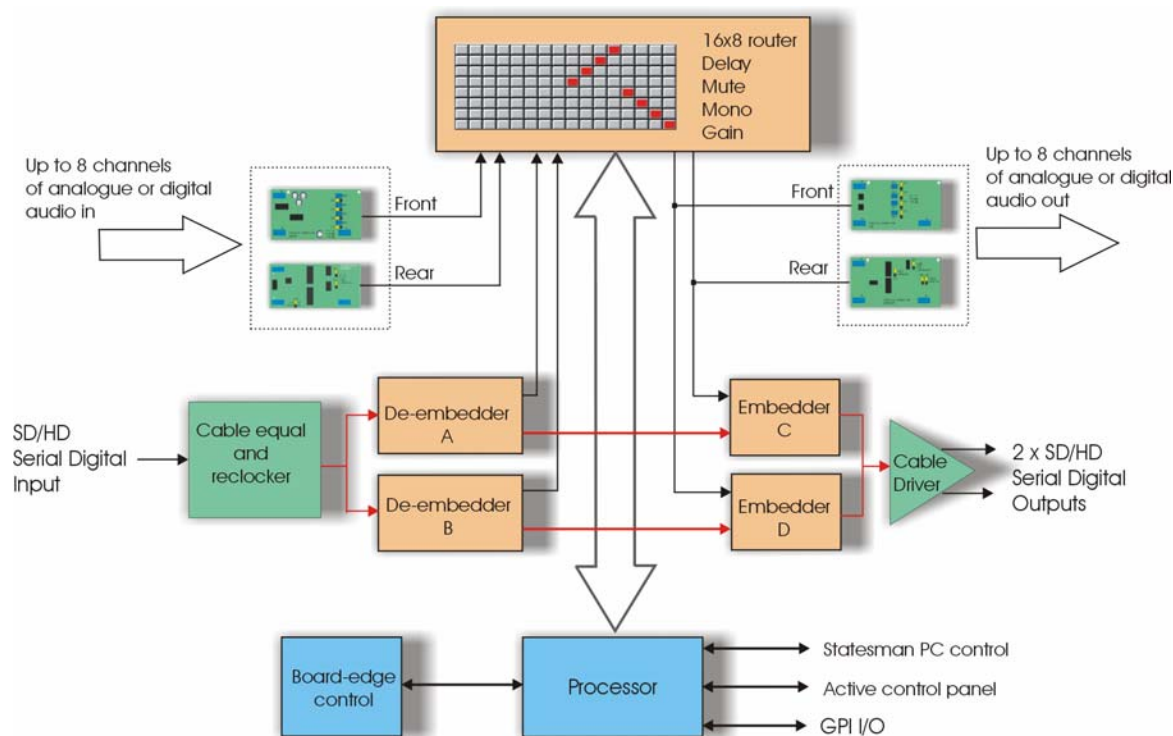 16x8 router
Delay
Mute
Mono
Gain
Up to 8 channels
of analogue or digital
audio in
Front
Rear
Front
Rear
Up to 8 channels
of analogue or digital
audio out
SD/HD
Serial Digital
Input
Cable equal
and
reclocker
De-embedder
A
De-embedder
B
Embedder
C
Embedder
D
Cable
Driver
2 x SD/HD
Serial Digital
Outputs
Board-edge
control
Processor
Statesman PC control
Active control panel
GPI I/O